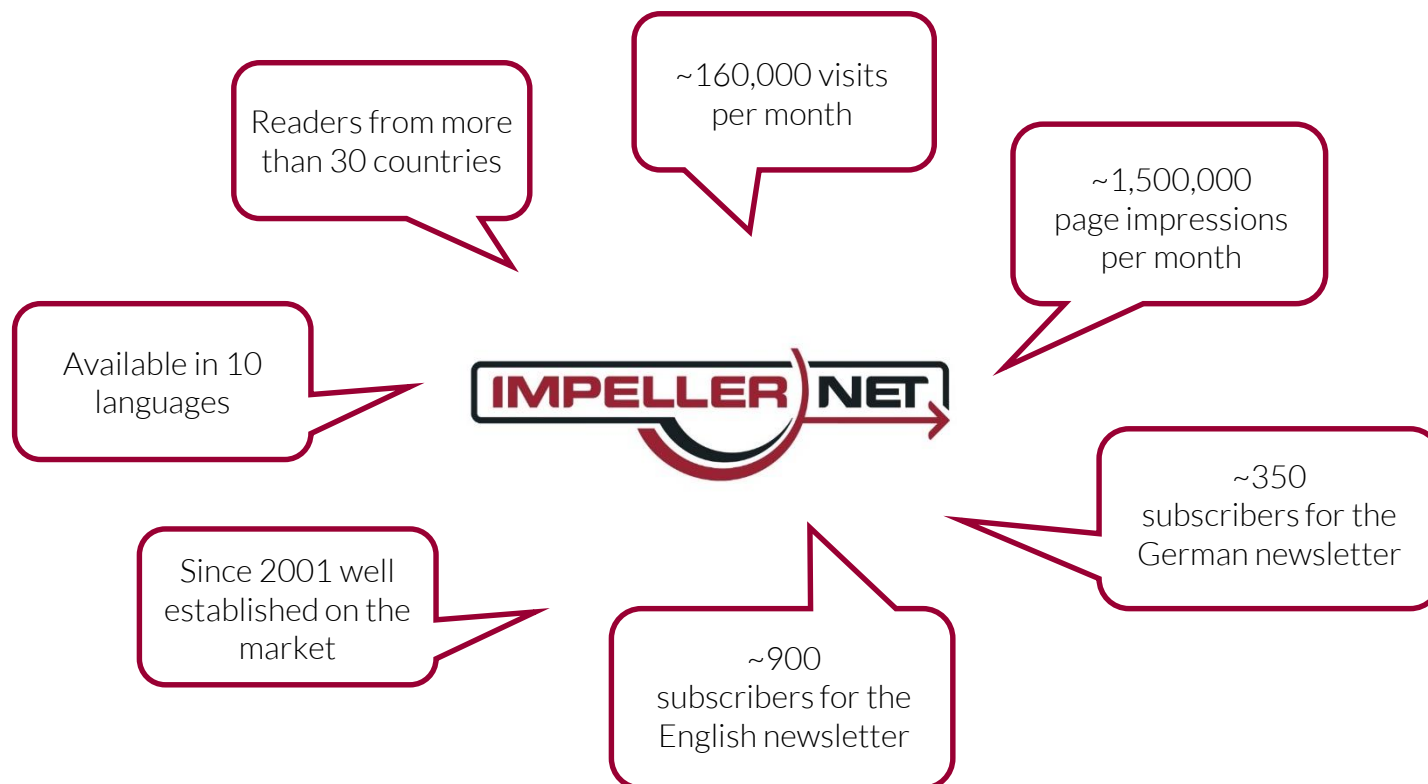 ~160,000 visits
per month
Readers from more
than 30 countries
~1,500,000
page impressions
per month
Available in 10
languages
IMPELLER NET
~350
subscribers for the
German newsletter
Since 2001 well
established on the
market
~900
subscribers for the
English newsletter